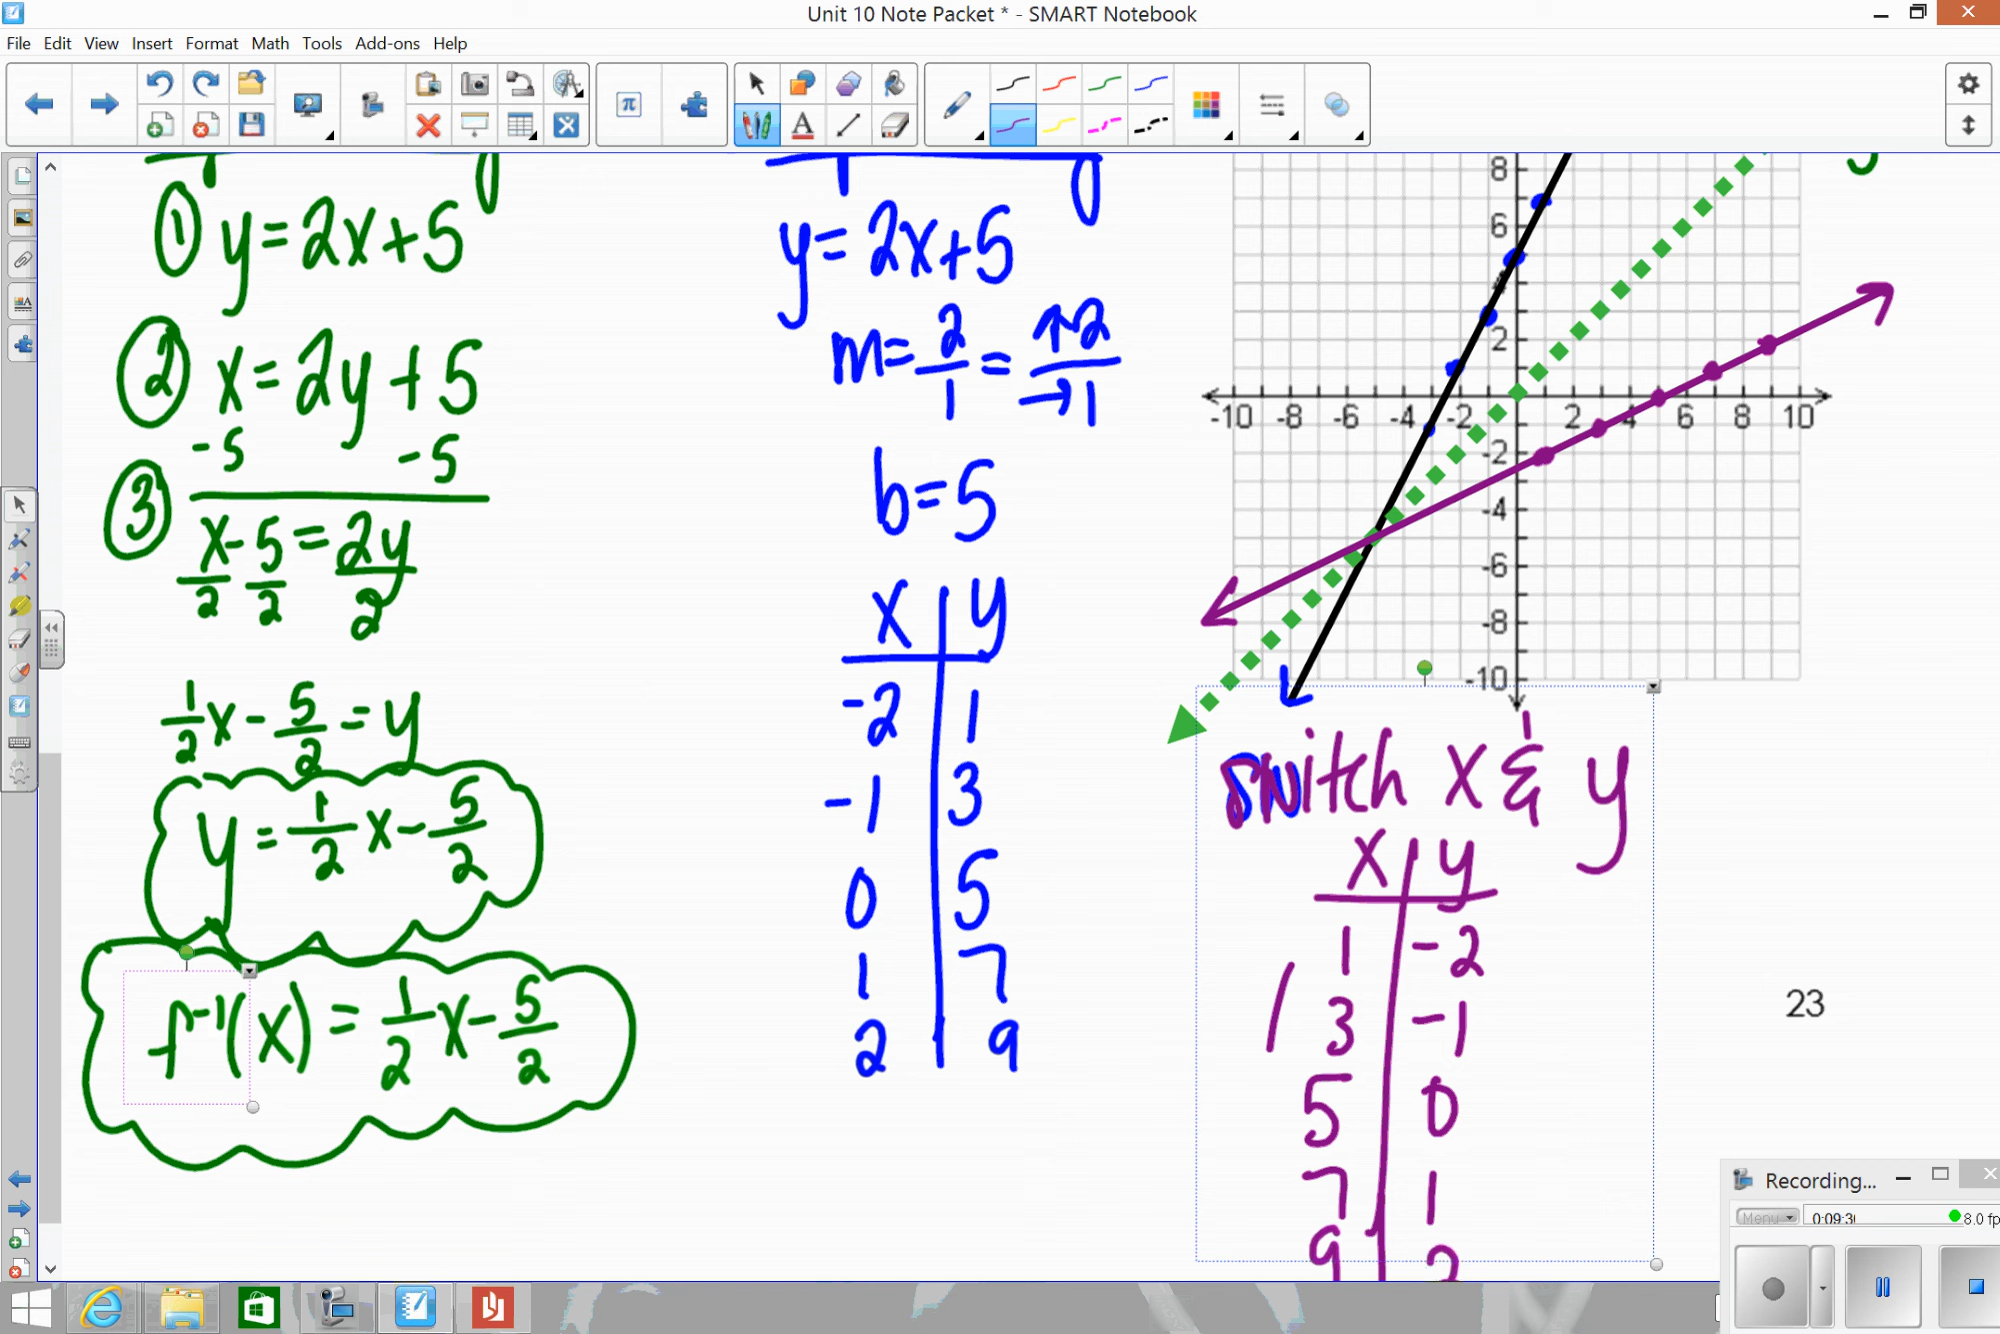 Unit 10 Note Packet * - SMART Notebook
File Edit View Insert Format Math Tools Add-ons Help
① y = 2x + 5
② x = 2y + 5
-5 -5
③ x - 5 = 2y
2 2 2
1/2 x - 5/2 = y
y = 1/2 x - 5/2
f⁻¹(x) = 1/2 x - 5/2
y = 2x + 5
m = 2/1 = ↑2/→1
b = 5
x y
-2 1
-1 3
0 5
1 7
2 9
8
6
4
2
-10 -8 -6 -4 -2 2 4 6 8 10
-2
-4
-6
-8
-10
switch x & y
x y
1 -2
3 -1
5 0
7 1
9 2
23
Recording...
Menu 0:09:3
8.0 fp